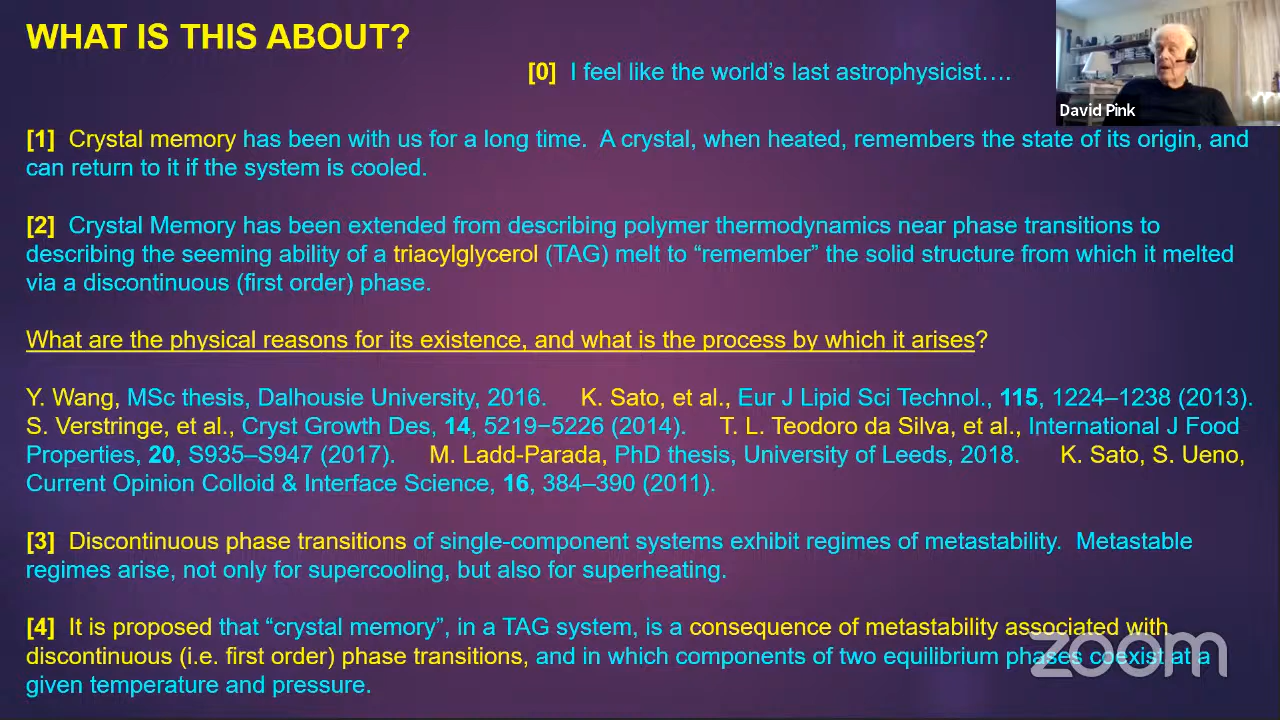 WHAT IS THIS ABOUT?
[0] I feel like the world's last astrophysicist….
David Pink
[1] Crystal memory has been with us for a long time. A crystal, when heated, remembers the state of its origin, and
can return to it if the system is cooled.
[2] Crystal Memory has been extended from describing polymer thermodynamics near phase transitions to
describing the seeming ability of a triacylglycerol (TAG) melt to “remember” the solid structure from which it melted
via a discontinuous (first order) phase.
What are the physical reasons for its existence, and what is the process by which it arises?
Y. Wang, MSc thesis, Dalhousie University, 2016. K. Sato, et al., Eur J Lipid Sci Technol., 115, 1224–1238 (2013).
S. Verstringe, et al., Cryst Growth Des, 14, 5219−5226 (2014). T. L. Teodoro da Silva, et al., International J Food
Properties, 20, S935–S947 (2017). M. Ladd-Parada, PhD thesis, University of Leeds, 2018. K. Sato, S. Ueno,
Current Opinion Colloid & Interface Science, 16, 384–390 (2011).
[3] Discontinuous phase transitions of single-component systems exhibit regimes of metastability. Metastable
regimes arise, not only for supercooling, but also for superheating.
[4] It is proposed that “crystal memory”, in a TAG system, is a consequence of metastability associated with
discontinuous (i.e. first order) phase transitions, and in which components of two equilibrium phases coexist at a
given temperature and pressure.
zoom